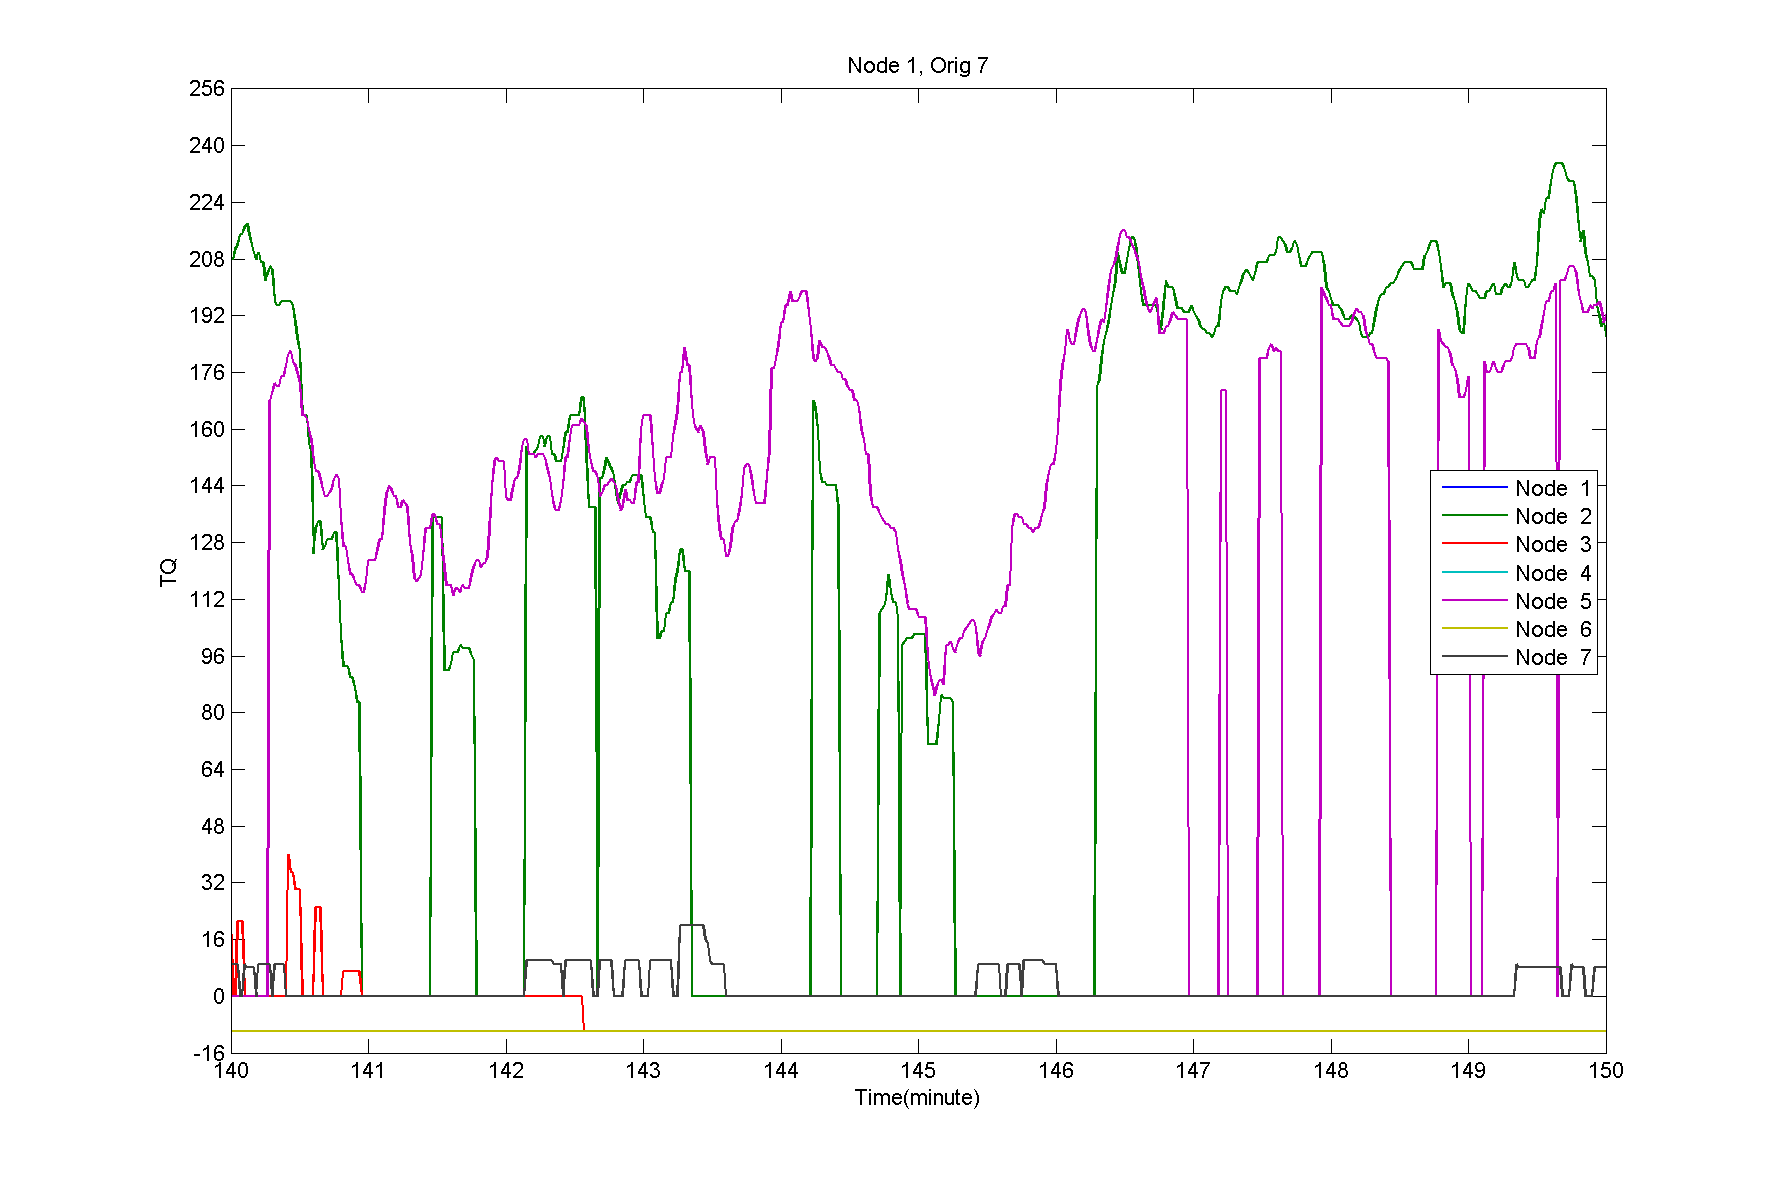 Node 1, Orig 7
256
240
224
208
192
176
160
144
128
112
96
80
64
48
32
16
0
-16
TQ
Node 1
Node 2
Node 3
Node 4
Node 5
Node 6
Node 7
140 141 142 143 144 145 146 147 148 149 150
Time(minute)